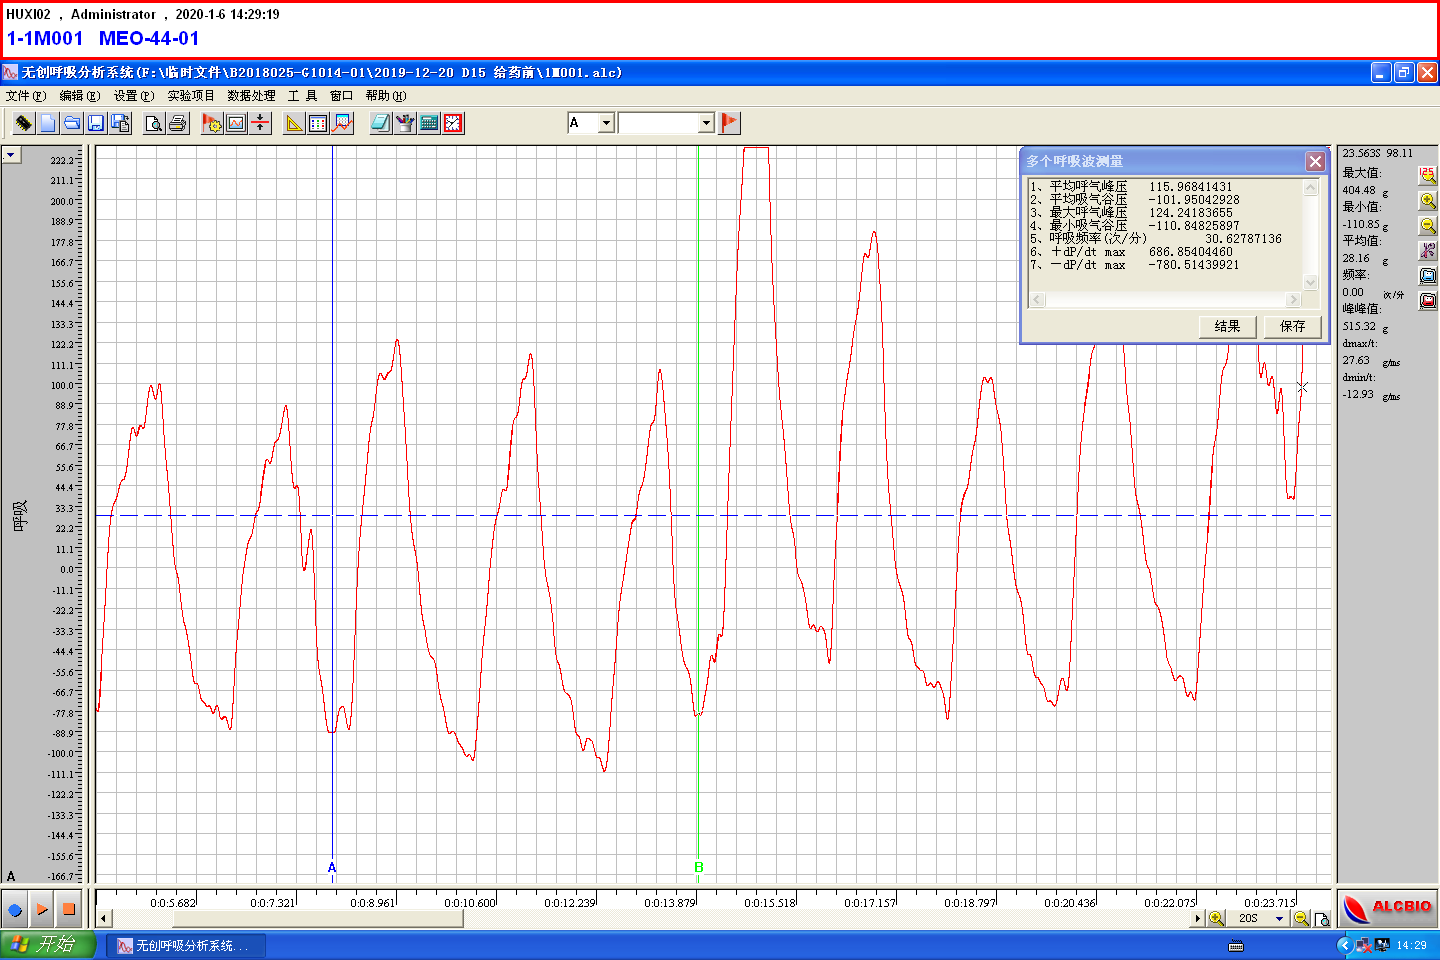 HUXI02 , Administrator , 2020-1-6 14:29:19
1-1M001 MEO-44-01
无创呼吸分析系统(F:\临时文件\B2018025-G1014-01\2019-12-20 D15 给药前\1M001.alc)
文件(F) 编辑(E) 设置(P) 实验项目 数据处理 工 具 窗口 帮助(H)
A
222.2
211.1
200.0
188.9
177.8
166.7
155.6
144.4
133.3
122.2
111.1
100.0
88.9
77.8
66.7
55.6
44.4
33.3
22.2
11.1
0.0
-11.1
-22.2
-33.3
-44.4
-55.6
-66.7
-77.8
-88.9
-100.0
-111.1
-122.2
-133.3
-144.4
-155.6
-166.7
呼吸
A
A
B
多个呼吸波测量
1、平均呼气峰压 115.96841431
2、平均吸气谷压 -101.95042928
3、最大呼气峰压 124.24183655
4、最小吸气谷压 -110.84825897
5、呼吸频率(次/分) 30.62787136
6、＋dP/dt max 686.85404460
7、－dP/dt max -780.51439921
结果 保存
23.563S 98.11
最大值:
404.48 g
最小值:
-110.85 g
平均值:
28.16 g
频率:
0.00 次/分
峰峰值:
515.32 g
dmax/t:
27.63 g/ms
dmin/t:
-12.93 g/ms
125
0:0:5.682 0:0:7.321 0:0:8.961 0:0:10.600 0:0:12.239 0:0:13.879 0:0:15.518 0:0:17.157 0:0:18.797 0:0:20.436 0:0:22.075 0:0:23.715
20S
ALCBIO
开始 无创呼吸分析系统... 14:29